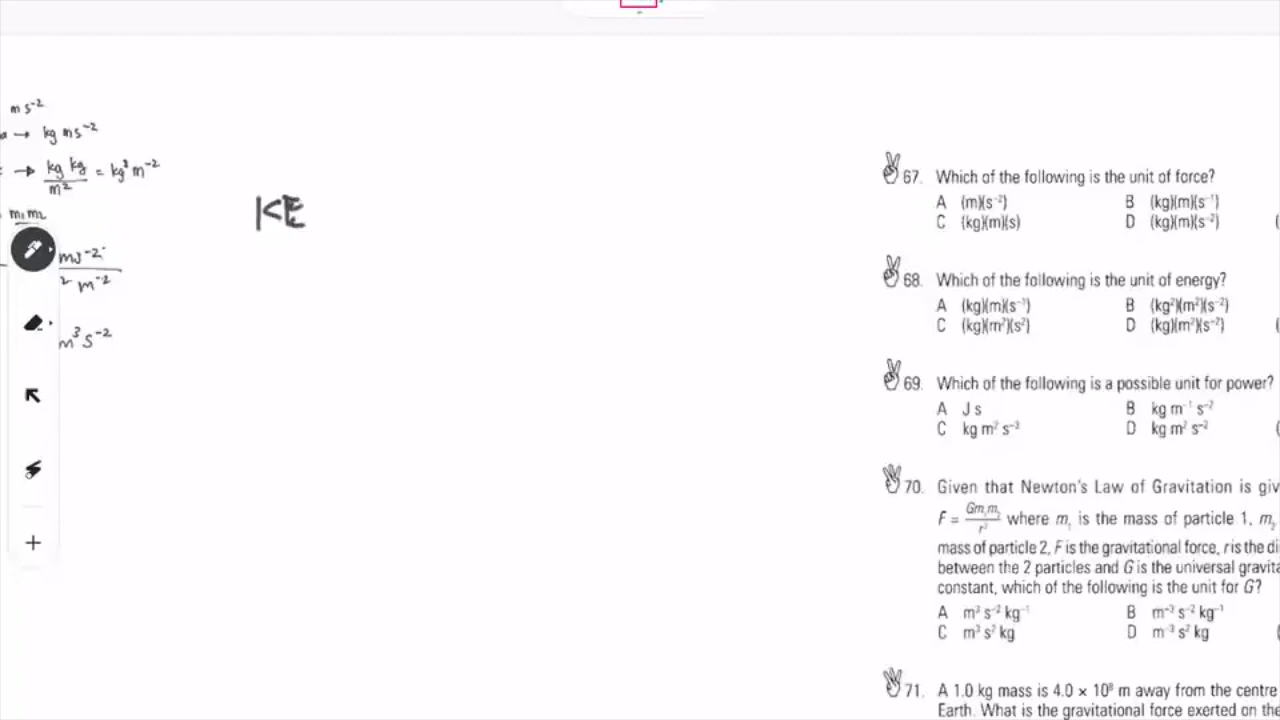 m s⁻²
→ kg m s⁻²
→ kg kg / m² = kg² m⁻²
m₁m₂
ms⁻²
² m⁻²
m³ s⁻²
KE
67. Which of the following is the unit of force?
A (m)(s⁻²) B (kg)(m)(s⁻¹)
C (kg)(m)(s) D (kg)(m)(s⁻²)
68. Which of the following is the unit of energy?
A (kg)(m)(s⁻¹) B (kg²)(m²)(s⁻²)
C (kg)(m²)(s²) D (kg)(m²)(s⁻²)
69. Which of the following is a possible unit for power?
A J s B kg m⁻¹ s⁻²
C kg m² s⁻³ D kg m² s⁻²
70. Given that Newton's Law of Gravitation is giv
F = Gm₁m₂ / r² where m₁ is the mass of particle 1, m₂
mass of particle 2, F is the gravitational force, r is the di
between the 2 particles and G is the universal gravita
constant, which of the following is the unit for G?
A m³ s⁻² kg⁻¹ B m⁻³ s⁻² kg⁻¹
C m³ s² kg D m⁻³ s² kg
71. A 1.0 kg mass is 4.0 × 10⁸ m away from the centre
Earth. What is the gravitational force exerted on the